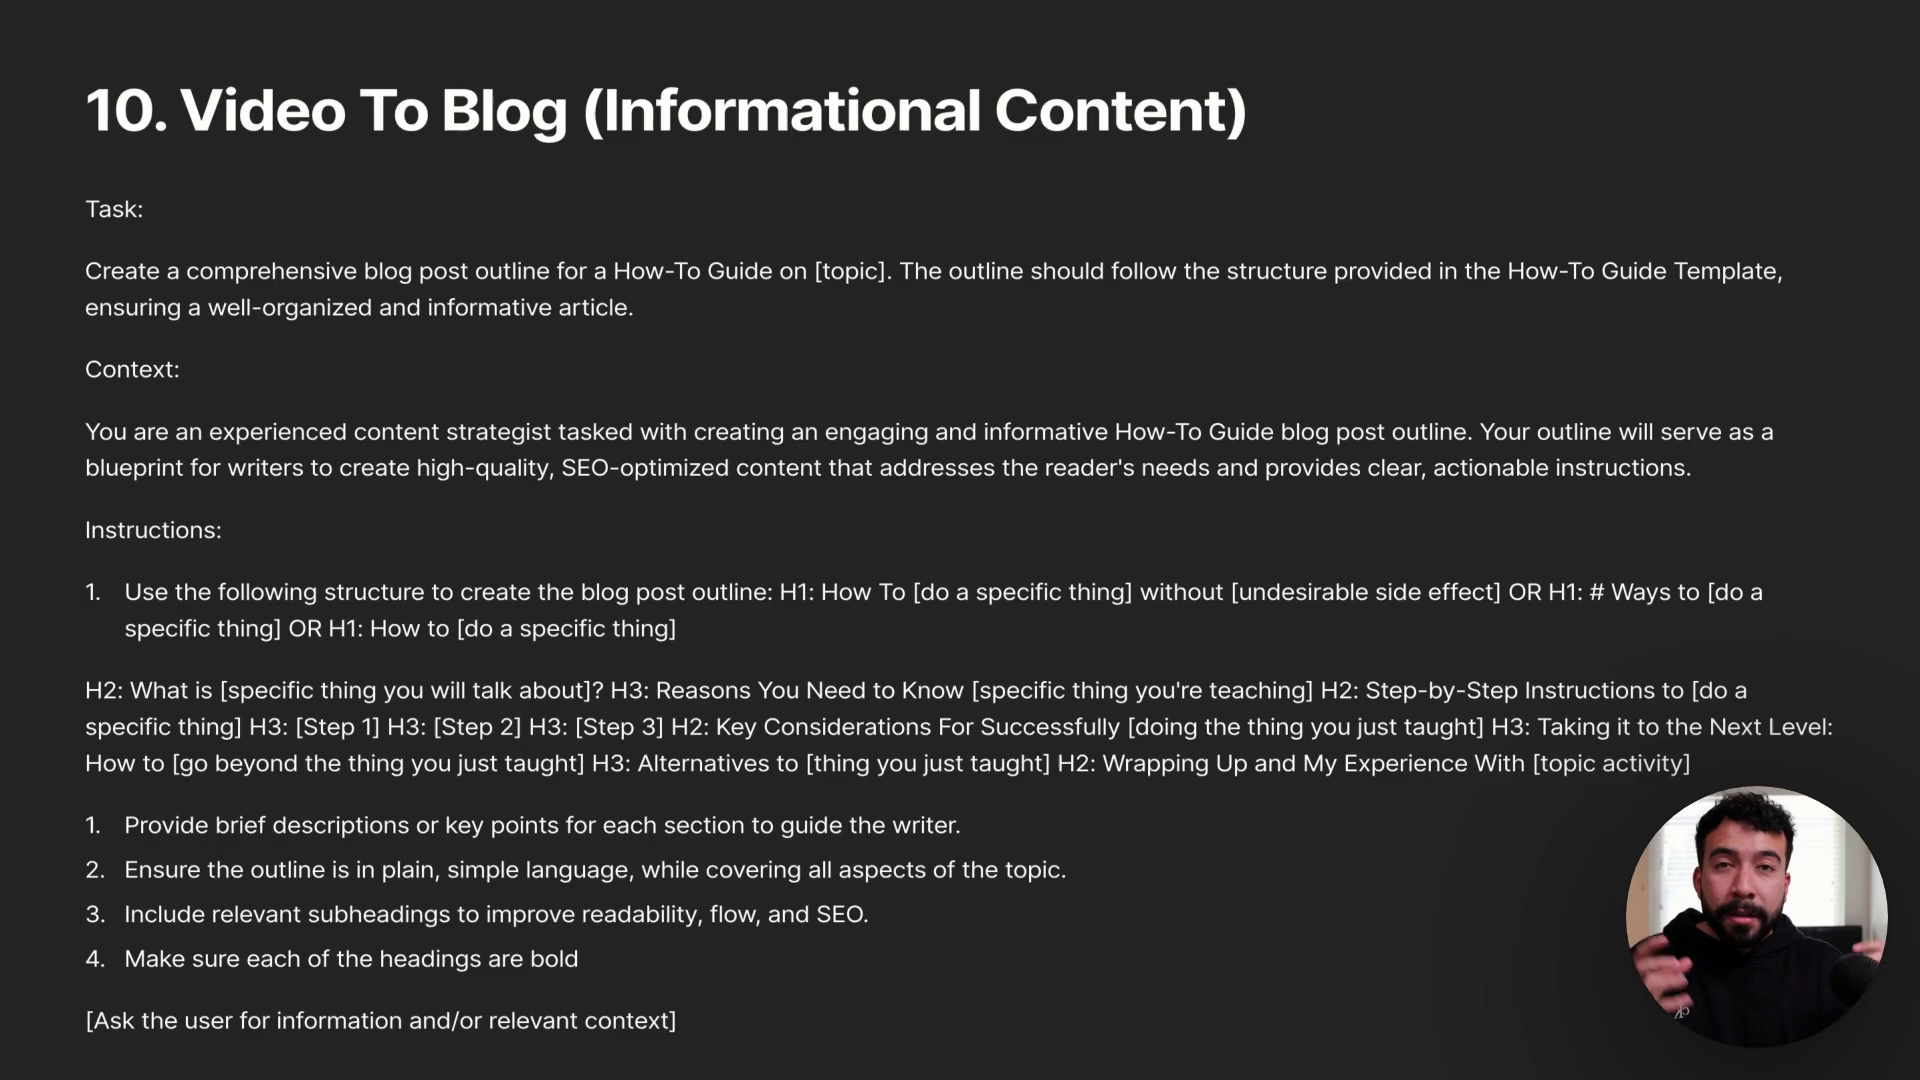 10. Video To Blog (Informational Content)
Task:
Create a comprehensive blog post outline for a How-To Guide on [topic]. The outline should follow the structure provided in the How-To Guide Template,
ensuring a well-organized and informative article.
Context:
You are an experienced content strategist tasked with creating an engaging and informative How-To Guide blog post outline. Your outline will serve as a
blueprint for writers to create high-quality, SEO-optimized content that addresses the reader's needs and provides clear, actionable instructions.
Instructions:
1. Use the following structure to create the blog post outline: H1: How To [do a specific thing] without [undesirable side effect] OR H1: # Ways to [do a
specific thing] OR H1: How to [do a specific thing]
H2: What is [specific thing you will talk about]? H3: Reasons You Need to Know [specific thing you're teaching] H2: Step-by-Step Instructions to [do a
specific thing] H3: [Step 1] H3: [Step 2] H3: [Step 3] H2: Key Considerations For Successfully [doing the thing you just taught] H3: Taking it to the Next Level:
How to [go beyond the thing you just taught] H3: Alternatives to [thing you just taught] H2: Wrapping Up and My Experience With [topic activity]
1. Provide brief descriptions or key points for each section to guide the writer.
2. Ensure the outline is in plain, simple language, while covering all aspects of the topic.
3. Include relevant subheadings to improve readability, flow, and SEO.
4. Make sure each of the headings are bold
[Ask the user for information and/or relevant context]